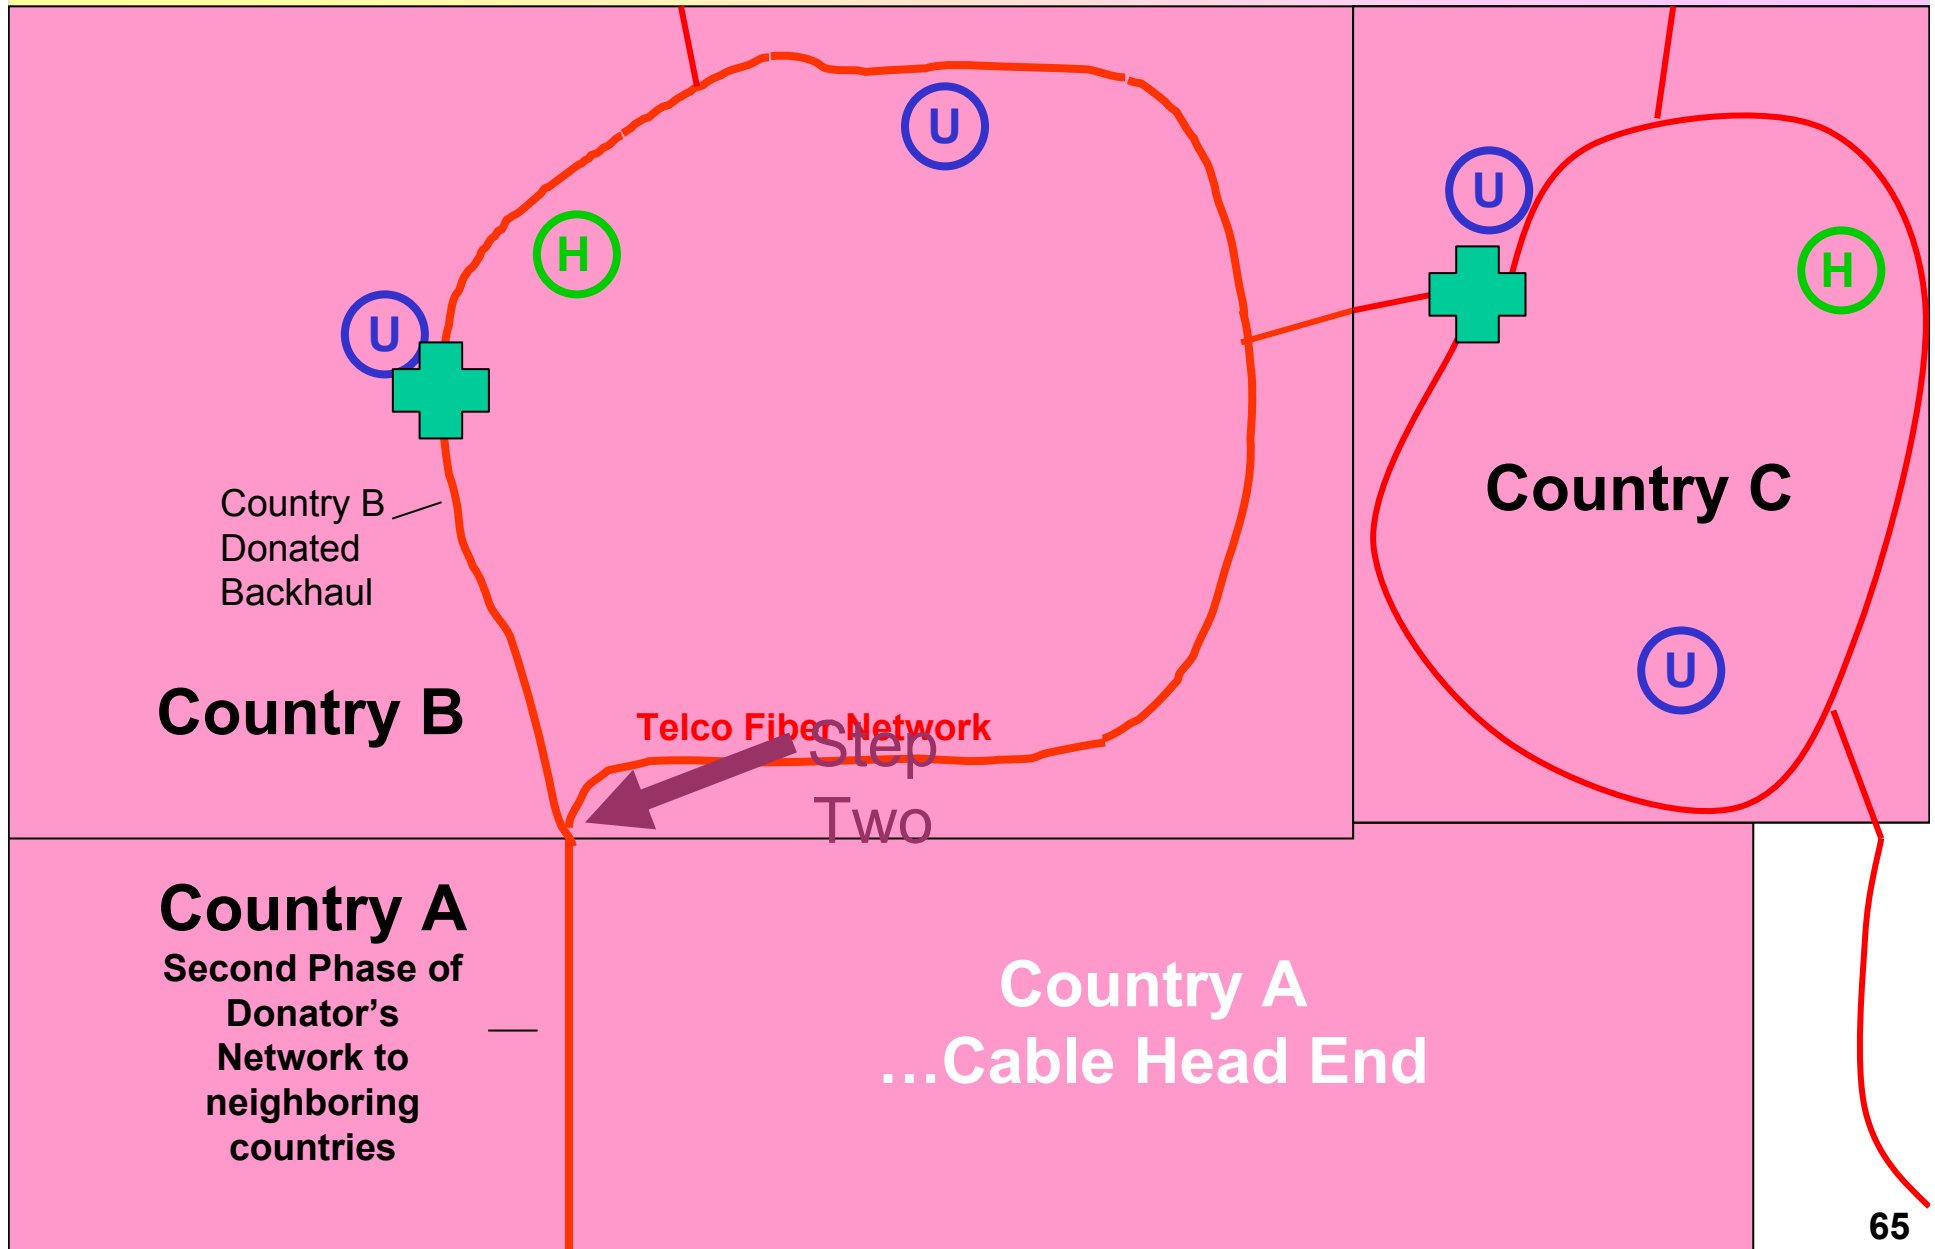 U
U
H
U
H
U
Country B
Donated
Backhaul
Country C
U
Country B
Telco Fiber Network
Step
Two
Country A
Second Phase of
Donator’s
Network to
neighboring
countries
Country A
…Cable Head End
65